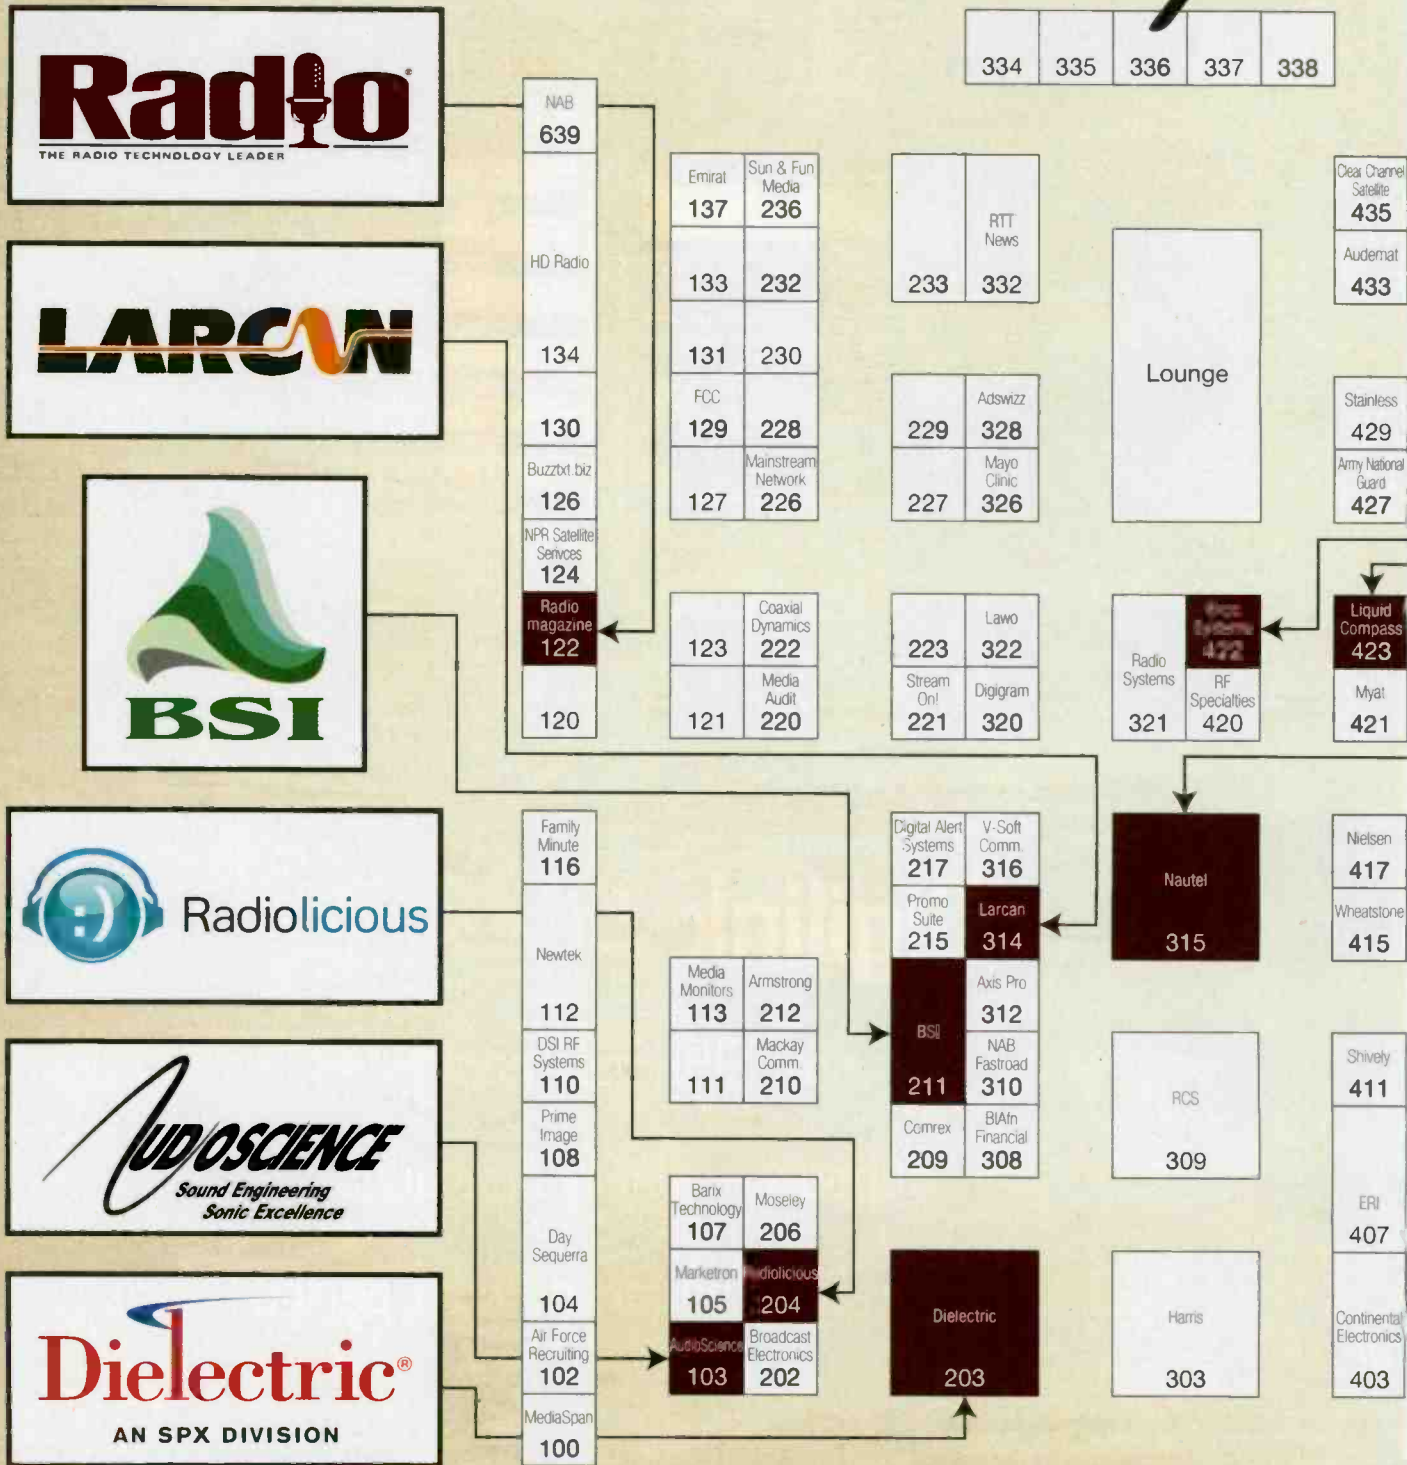 Radio®
THE RADIO TECHNOLOGY LEADER
LARCAN
BSI
:) Radiolicious
AUDIOSCIENCE
Sound Engineering
Sonic Excellence
Dielectric®
AN SPX DIVISION
334 335 336 337 338
NAB
639
HD Radio
134
130
Buzztxt.biz
126
NPR Satellite
Serivces
124
Radio
magazine
122
120
Emirat
137
Sun & Fun
Media
236
133
232
131
230
FCC
129
228
127
Mainstream
Network
226
123
Coaxial
Dynamics
222
121
Media
Audit
220
233
RTT
News
332
229
Adswizz
328
227
Mayo
Clinic
326
223
Lawo
322
Stream
On!
221
Digigram
320
Lounge
Radio
Systems
321
Systems
422
RF
Specialties
420
Clear Channel
Satellite
435
Audemat
433
Stainless
429
Army National
Guard
427
Liquid
Compass
423
Myat
421
Family
Minute
116
Newtek
112
DSI RF
Systems
110
Prime
Image
108
Day
Sequerra
104
Air Force
Recruiting
102
MediaSpan
100
Media
Monitors
113
Armstrong
212
111
Mackay
Comm.
210
Barix
Technology
107
Moseley
206
Marketron
105
Radiolicious
204
AudioScience
103
Broadcast
Electronics
202
Digital Alert
Systems
217
V-Soft
Comm.
316
Promo
Suite
215
Larcan
314
BSI
211
Axis Pro
312
NAB
Fastroad
310
Comrex
209
BIAfn
Financial
308
Dielectric
203
Nautel
315
RCS
309
Harris
303
Nielsen
417
Wheatstone
415
Shively
411
ERI
407
Continental
Electronics
403